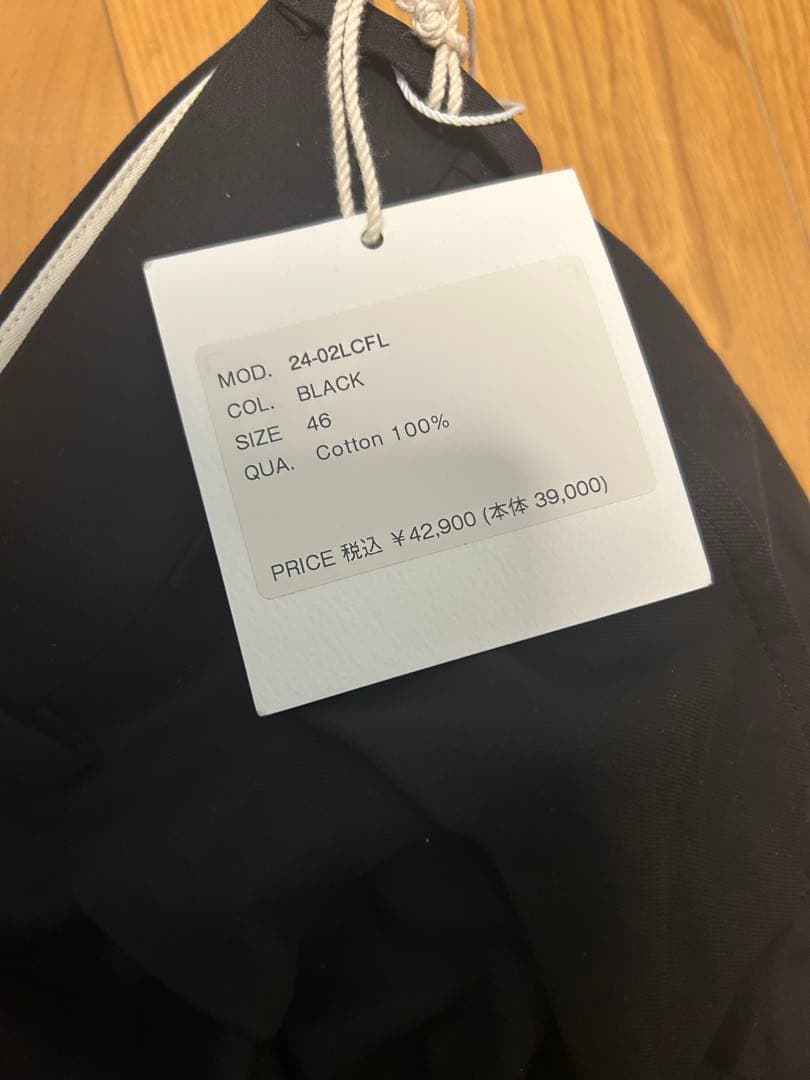 MOD. 24-02LCFL
COL. BLACK
SIZE 46
QUA. Cotton 100%
PRICE 税込 ¥42,900 (本体 39,000)